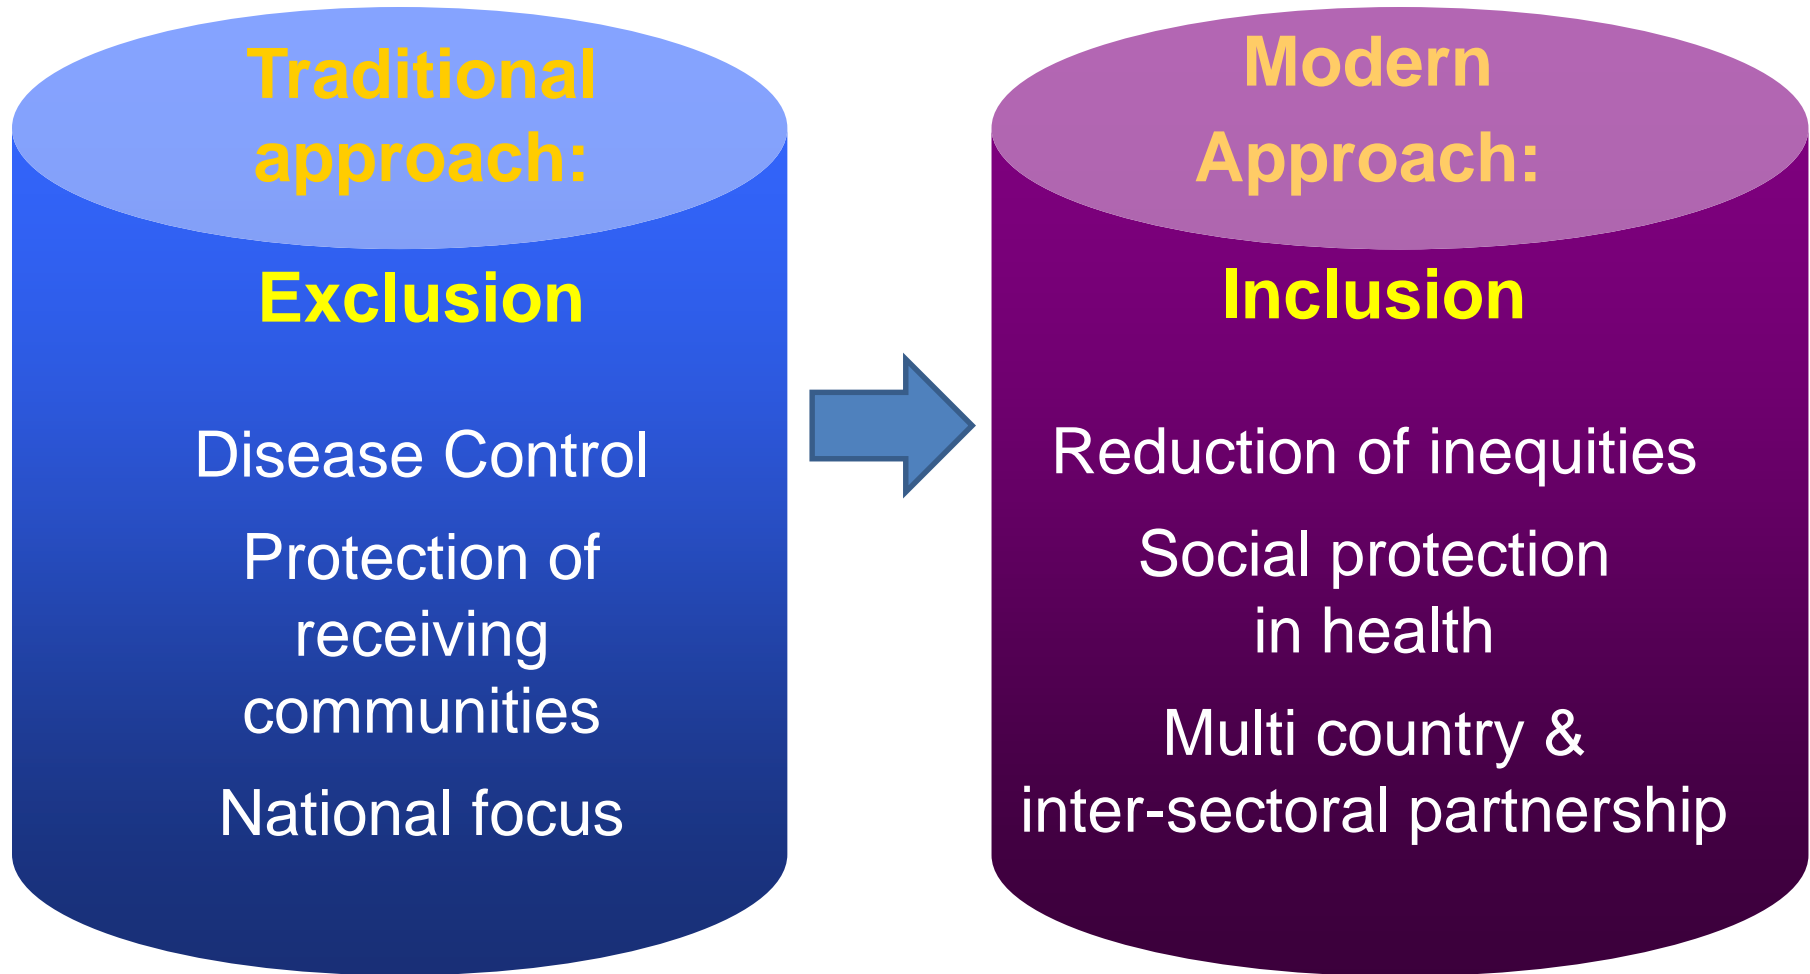 Traditional
approach:
Exclusion
Disease Control
Protection of
receiving
communities
National focus
Modern
Approach:
Inclusion
Reduction of inequities
Social protection
in health
Multi country &
inter-sectoral partnership